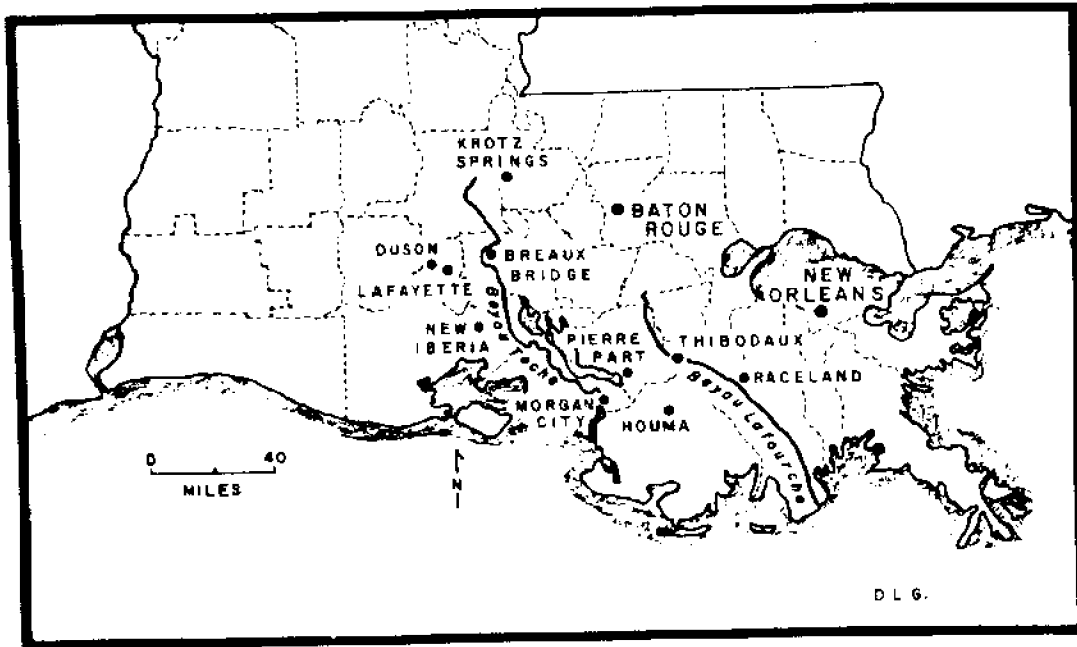 KROTZ
SPRINGS
BATON
ROUGE
DUSON
BREAUX
BRIDGE
LAFAYETTE
NEW
ORLEANS
NEW
IBERIA
Bayou
PIERRE
PART
THIBODAUX
RACELAND
Bayou Lafourche
MORGAN
CITY
HOUMA
0 40
MILES
N
D L G.